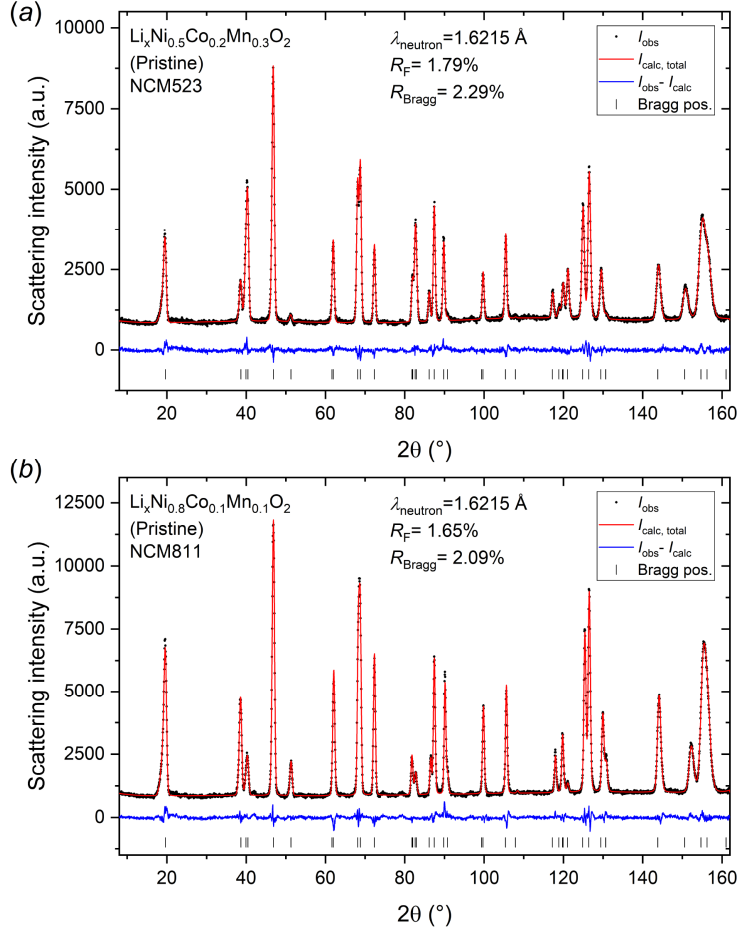 (a)
Scattering intensity (a.u.)
10000
7500
5000
2500
0
LiₓNi₀.₅Co₀.₂Mn₀.₃O₂
(Pristine)
NCM523
λneutron=1.6215 Å
RF= 1.79%
RBragg= 2.29%
Iobs
Icalc, total
Iobs- Icalc
Bragg pos.
20 40 60 80 100 120 140 160
2θ (°)
(b)
Scattering intensity (a.u.)
12500
10000
7500
5000
2500
0
LiₓNi₀.₈Co₀.₁Mn₀.₁O₂
(Pristine)
NCM811
λneutron=1.6215 Å
RF= 1.65%
RBragg= 2.09%
Iobs
Icalc, total
Iobs- Icalc
Bragg pos.
20 40 60 80 100 120 140 160
2θ (°)